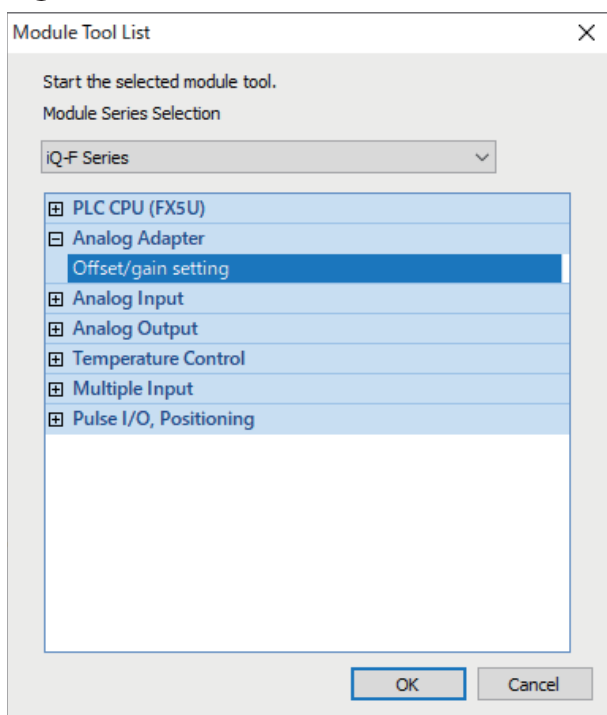 Module Tool List
Start the selected module tool.
Module Series Selection
iQ-F Series
PLC CPU (FX5U)
Analog Adapter
Offset/gain setting
Analog Input
Analog Output
Temperature Control
Multiple Input
Pulse I/O, Positioning
OK Cancel